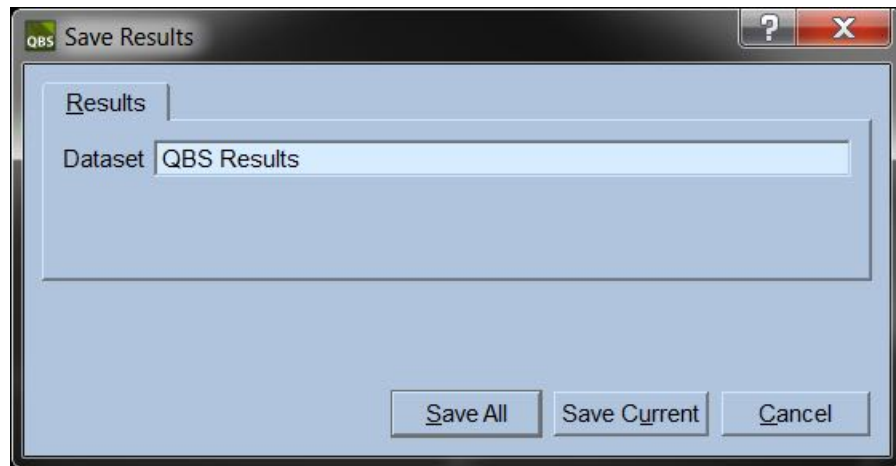 QBS Save Results ?
Results
Dataset QBS Results
Save All Save Current Cancel